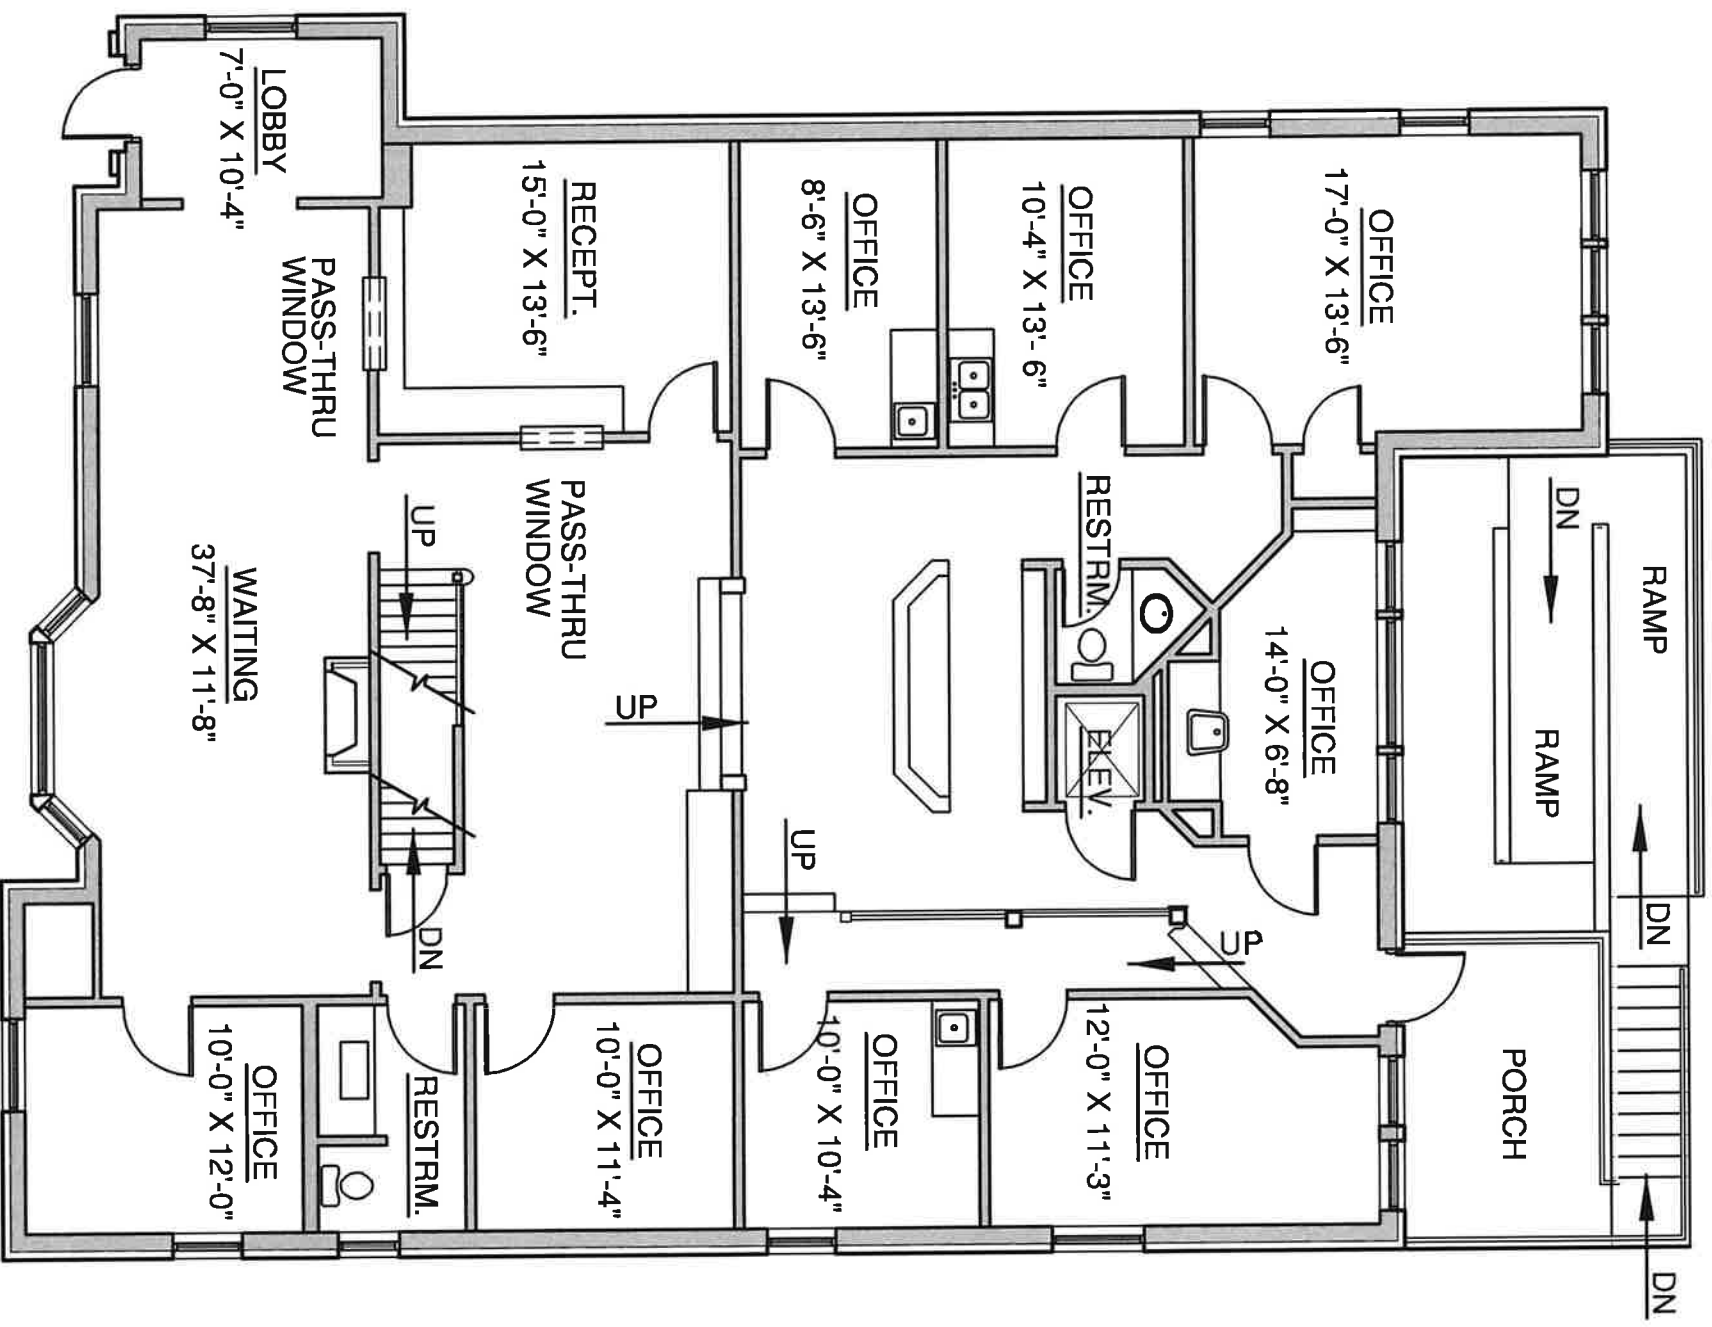 RAMP
DN
DN
DN
RAMP
PORCH
OFFICE
17'-0" X 13'-6"
OFFICE
14'-0" X 6'-8"
UP
OFFICE
12'-0" X 11'-3"
RESTRM.
ELEV.
OFFICE
10'-4" X 13'- 6"
OFFICE
8'-6" X 13'-6"
UP
OFFICE
10'-0" X 10'-4"
UP
RECEPT.
15'-0" X 13'-6"
PASS-THRU
WINDOW
OFFICE
10'-0" X 11'-4"
UP
DN
RESTRM.
PASS-THRU
WINDOW
LOBBY
7'-0" X 10'-4"
WAITING
37'-8" X 11'-8"
OFFICE
10'-0" X 12'-0"